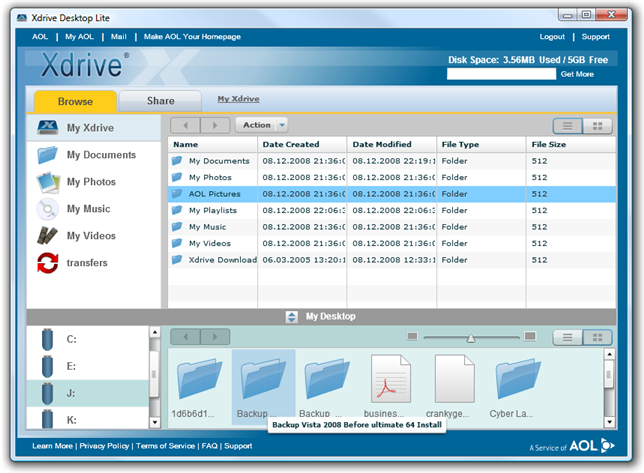 Xdrive Desktop Lite
AOL | My AOL | Mail | Make AOL Your Homepage Logout | Support
Xdrive®
Disk Space: 3.56MB Used / 5GB Free
Get More
Browse Share My Xdrive
My Xdrive
My Documents
My Photos
My Music
My Videos
transfers
Action
Name Date Created Date Modified File Type File Size
My Documents 08.12.2008 21:36:0 08.12.2008 22:19:1 Folder 512
My Photos 08.12.2008 21:36:0 08.12.2008 21:36:0 Folder 512
AOL Pictures 08.12.2008 21:36:0 08.12.2008 21:36:0 Folder 512
My Playlists 08.12.2008 22:06:3 08.12.2008 22:06:3 Folder 512
My Music 08.12.2008 21:36:0 08.12.2008 21:36:0 Folder 512
My Videos 08.12.2008 21:36:0 08.12.2008 21:36:0 Folder 512
Xdrive Download 06.03.2005 13:20:1 08.12.2008 12:33:1 Folder 512
My Desktop
C:
E:
J:
K:
1d6b6d1... Backup ... Backup ... busines... crankyge... Cyber La...
Backup Vista 2008 Before ultimate 64 Install
Learn More | Privacy Policy | Terms of Service | FAQ | Support
A Service of AOL